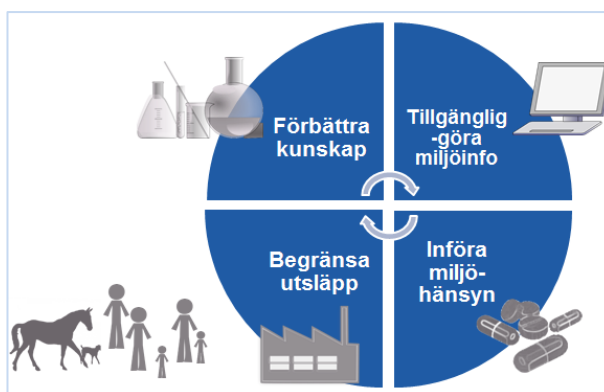 Förbättra
kunskap
Tillgänglig
-göra
miljöinfo
Begränsa
utsläpp
Införa
miljö-
hänsyn